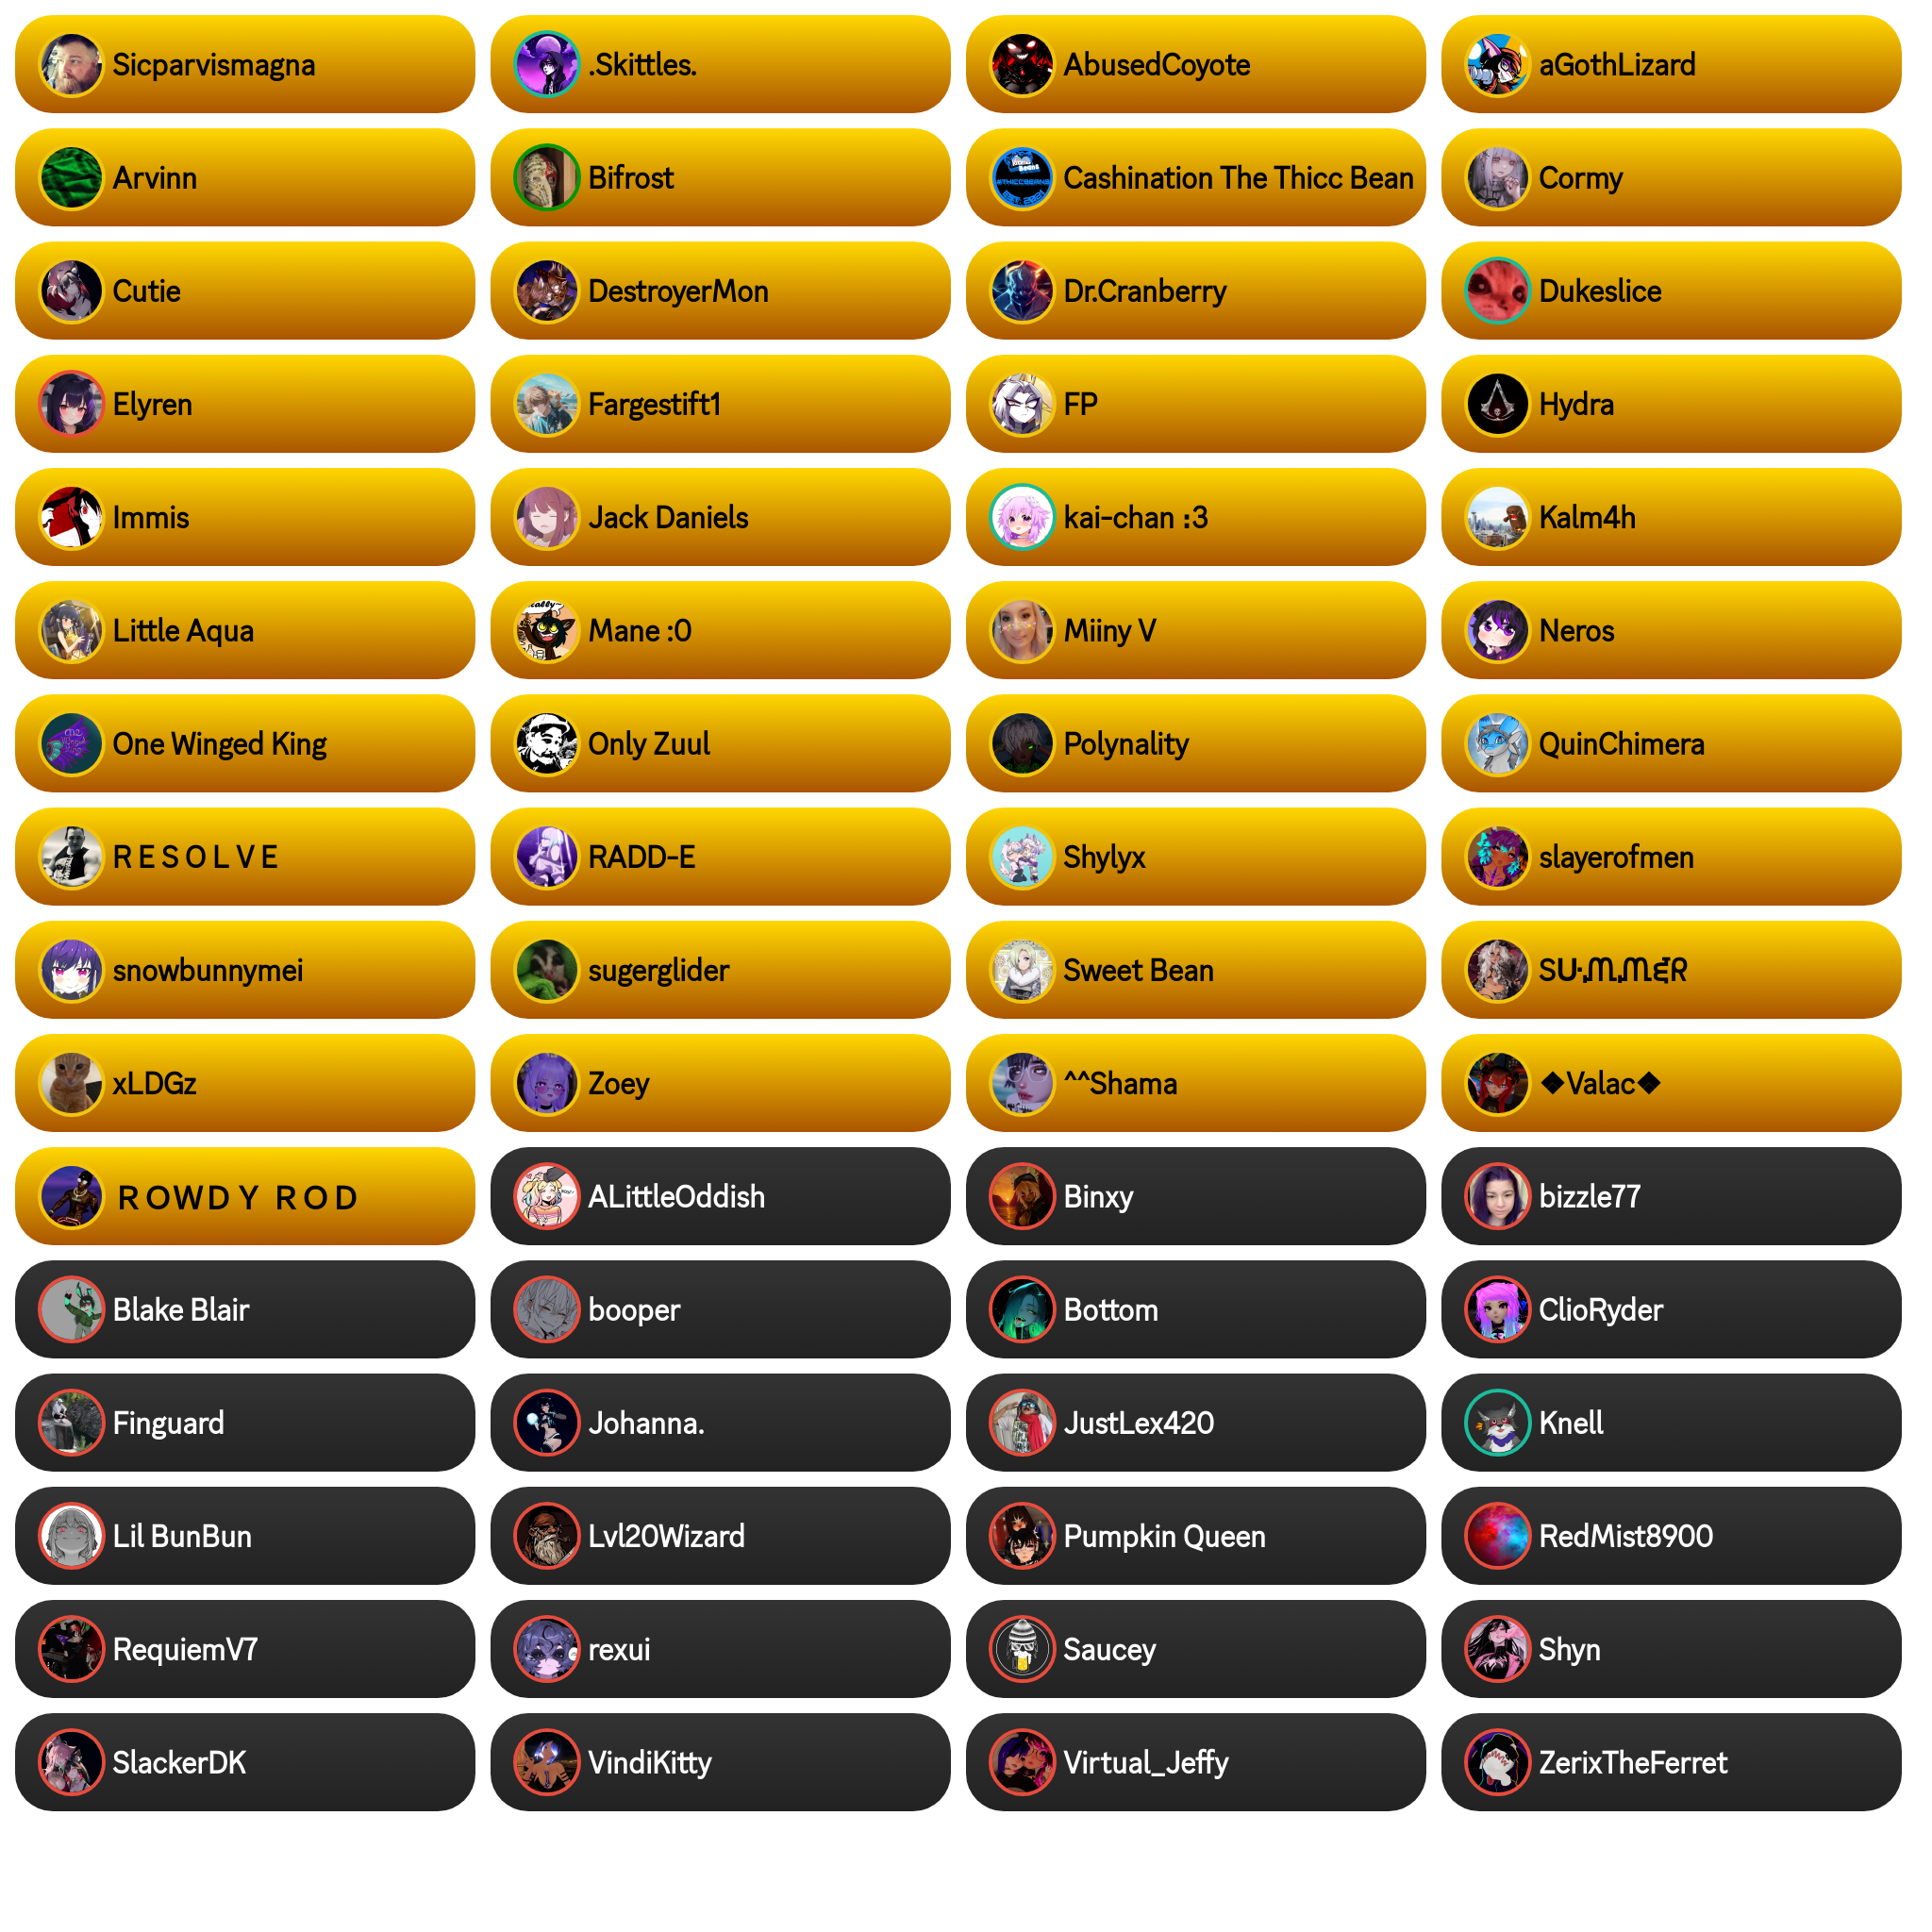 Sicparvismagna
.Skittles.
AbusedCoyote
aGothLizard
Arvinn
Bifrost
Cashination The Thicc Bean
Cormy
Cutie
DestroyerMon
Dr.Cranberry
Dukeslice
Elyren
Fargestift1
FP
Hydra
Immis
Jack Daniels
kai-chan :3
Kalm4h
Little Aqua
Mane :0
Miiny V
Neros
One Winged King
Only Zuul
Polynality
QuinChimera
R E S O L V E
RADD-E
Shylyx
slayerofmen
snowbunnymei
sugerglider
Sweet Bean
xLDGz
Zoey
^^Shama
❖Valac❖
ＲＯＷＤＹ ＲＯＤ
ALittleOddish
Binxy
bizzle77
Blake Blair
booper
Bottom
ClioRyder
Finguard
Johanna.
JustLex420
Knell
Lil BunBun
Lvl20Wizard
Pumpkin Queen
RedMist8900
RequiemV7
rexui
Saucey
Shyn
SlackerDK
VindiKitty
Virtual_Jeffy
ZerixTheFerret